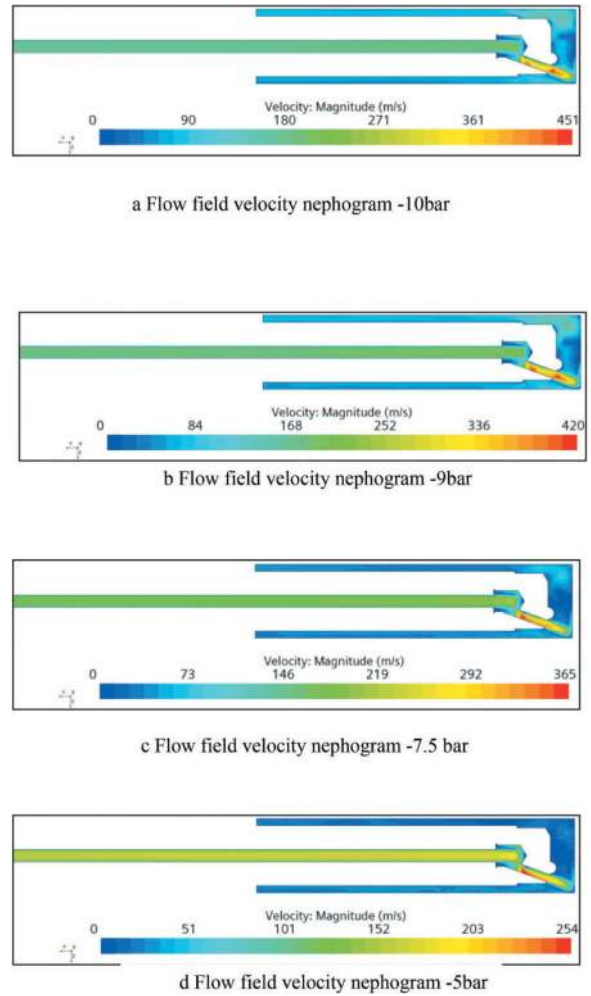 Velocity: Magnitude (m/s)
0 90 180 271 361 451
a Flow field velocity nephogram -10bar
Velocity: Magnitude (m/s)
0 84 168 252 336 420
b Flow field velocity nephogram -9bar
Velocity: Magnitude (m/s)
0 73 146 219 292 365
c Flow field velocity nephogram -7.5 bar
Velocity: Magnitude (m/s)
0 51 101 152 203 254
d Flow field velocity nephogram -5bar